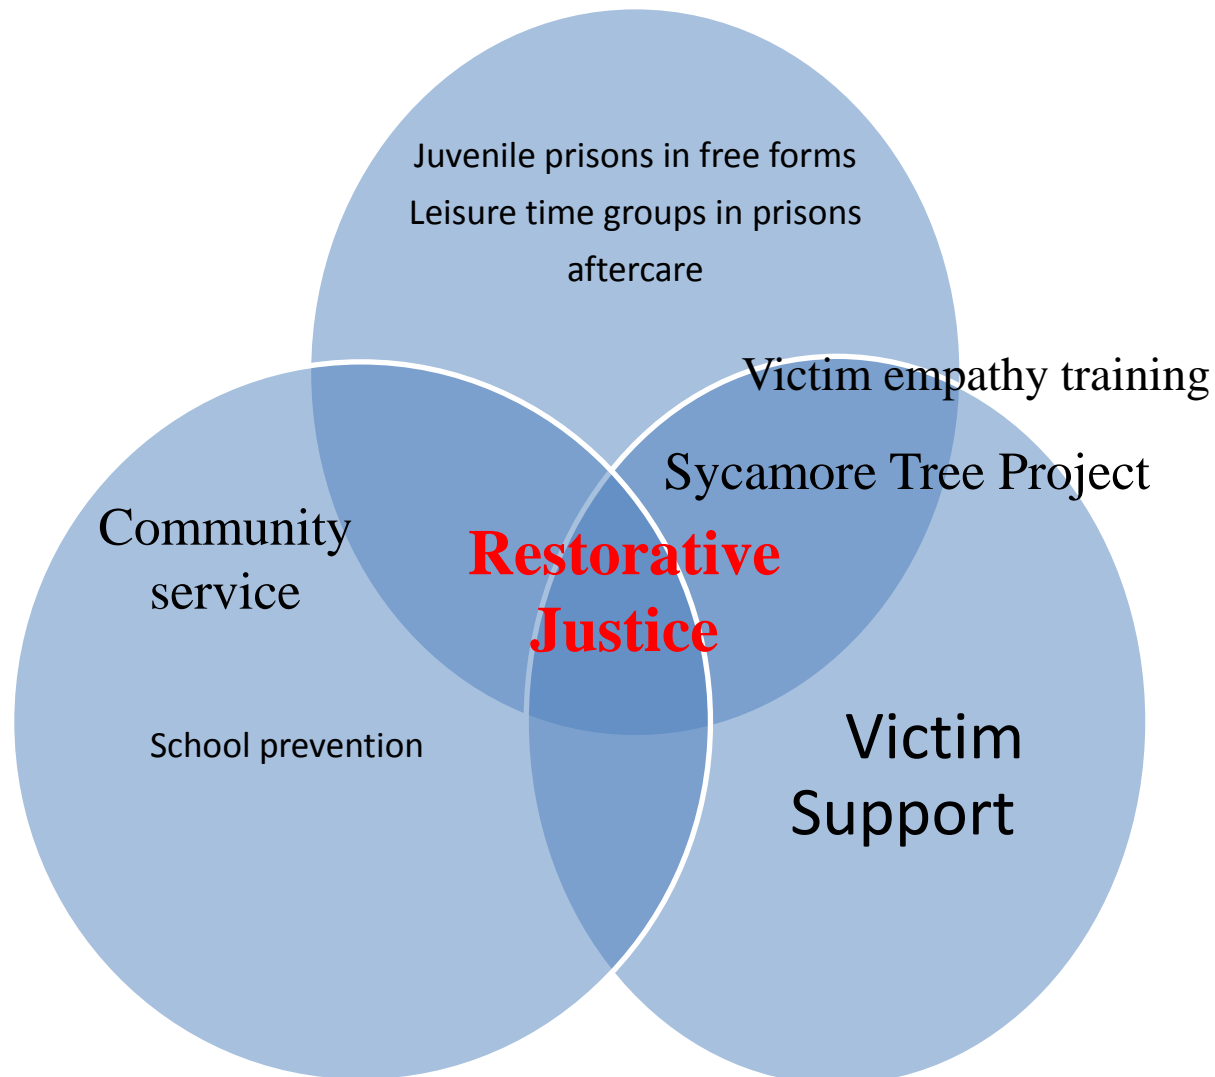 Juvenile prisons in free forms
Leisure time groups in prisons
aftercare
Victim empathy training
Sycamore Tree Project
Community
service
Restorative
Justice
School prevention
Victim
Support